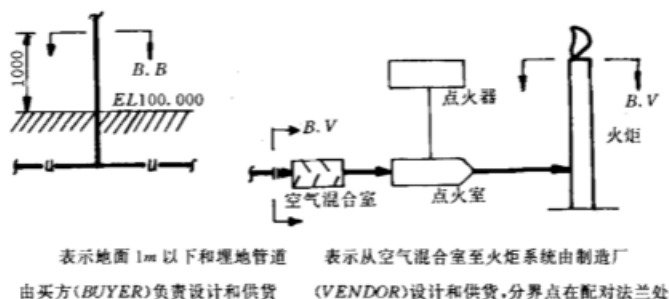 1000
B.B
EL100.000
B.V
点火器
B.V
火炬
空气混合室
点火室
表示地面1m以下和埋地管道
由买方(BUYER)负责设计和供货
表示从空气混合室至火炬系统由制造厂
(VENDOR)设计和供货,分界点在配对法兰处